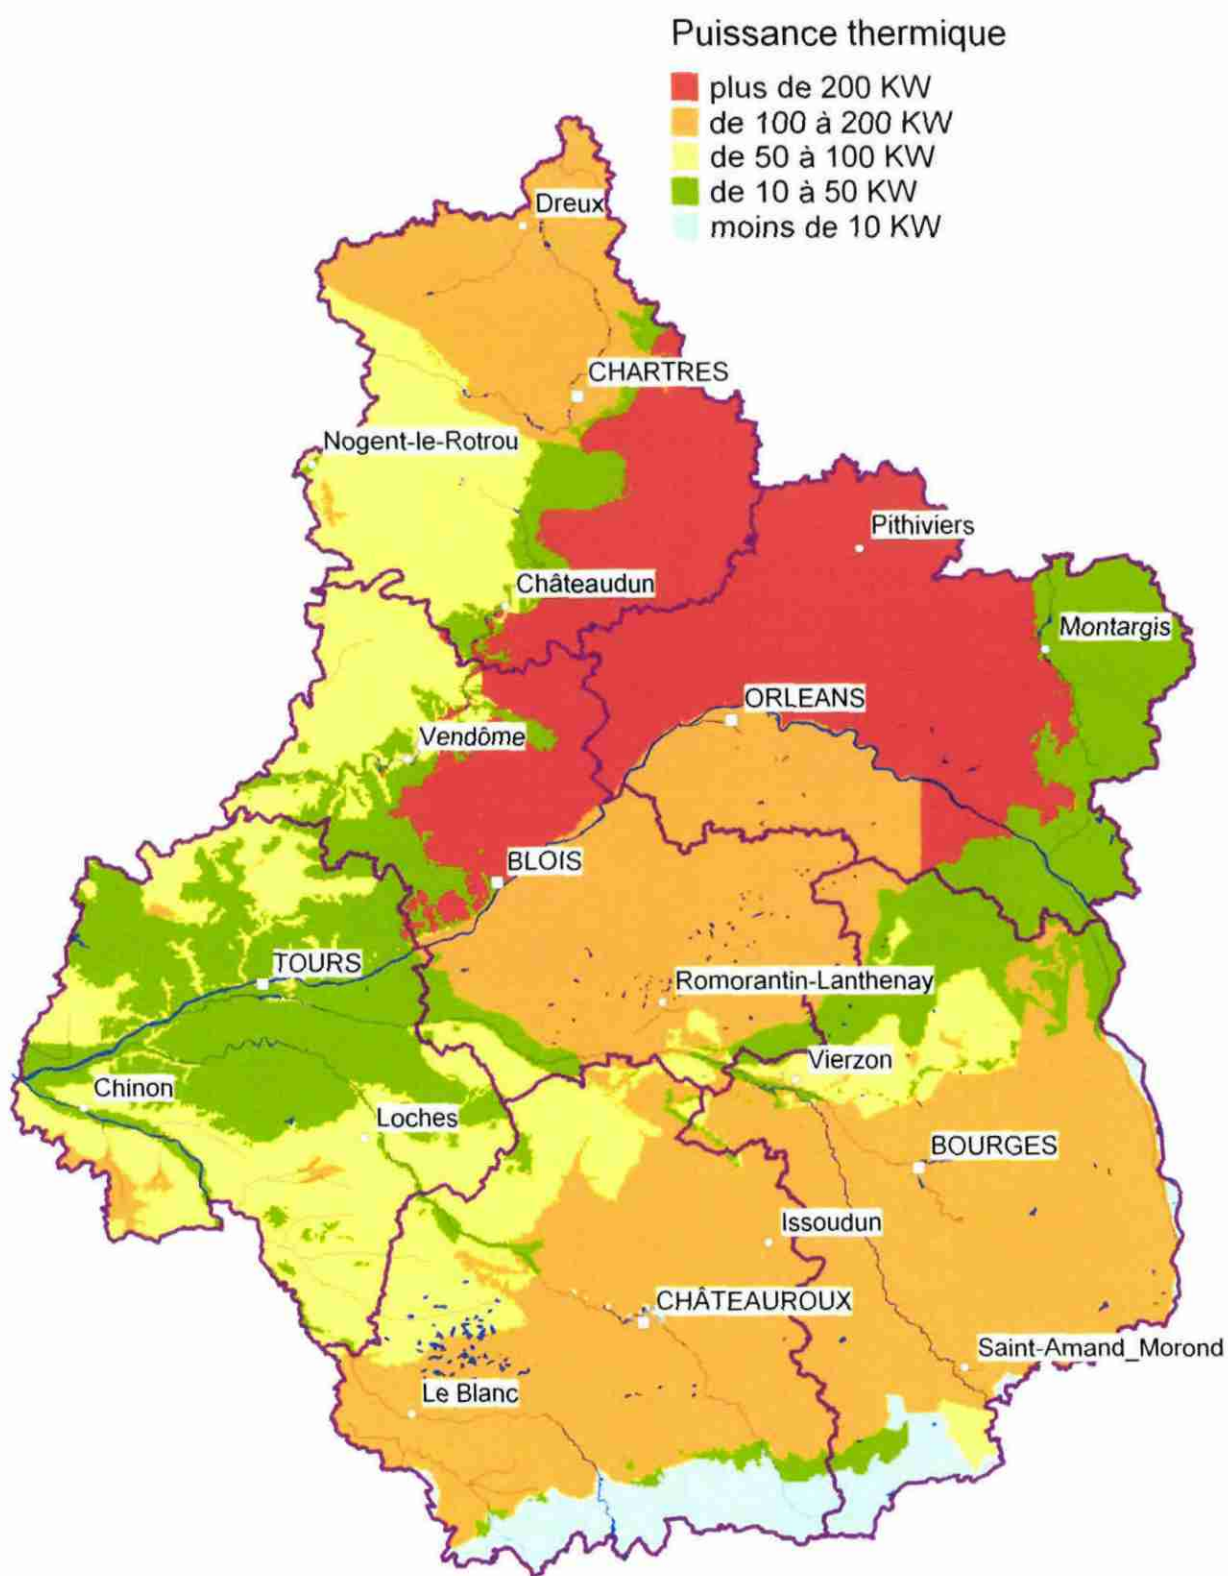 Puissance thermique
plus de 200 KW
de 100 à 200 KW
de 50 à 100 KW
de 10 à 50 KW
moins de 10 KW
Dreux
CHARTRES
Nogent-le-Rotrou
Pithiviers
Châteaudun
Montargis
ORLEANS
Vendôme
BLOIS
TOURS
Romorantin-Lanthenay
Vierzon
Chinon
Loches
BOURGES
Issoudun
CHÂTEAUROUX
Saint-Amand_Morond
Le Blanc